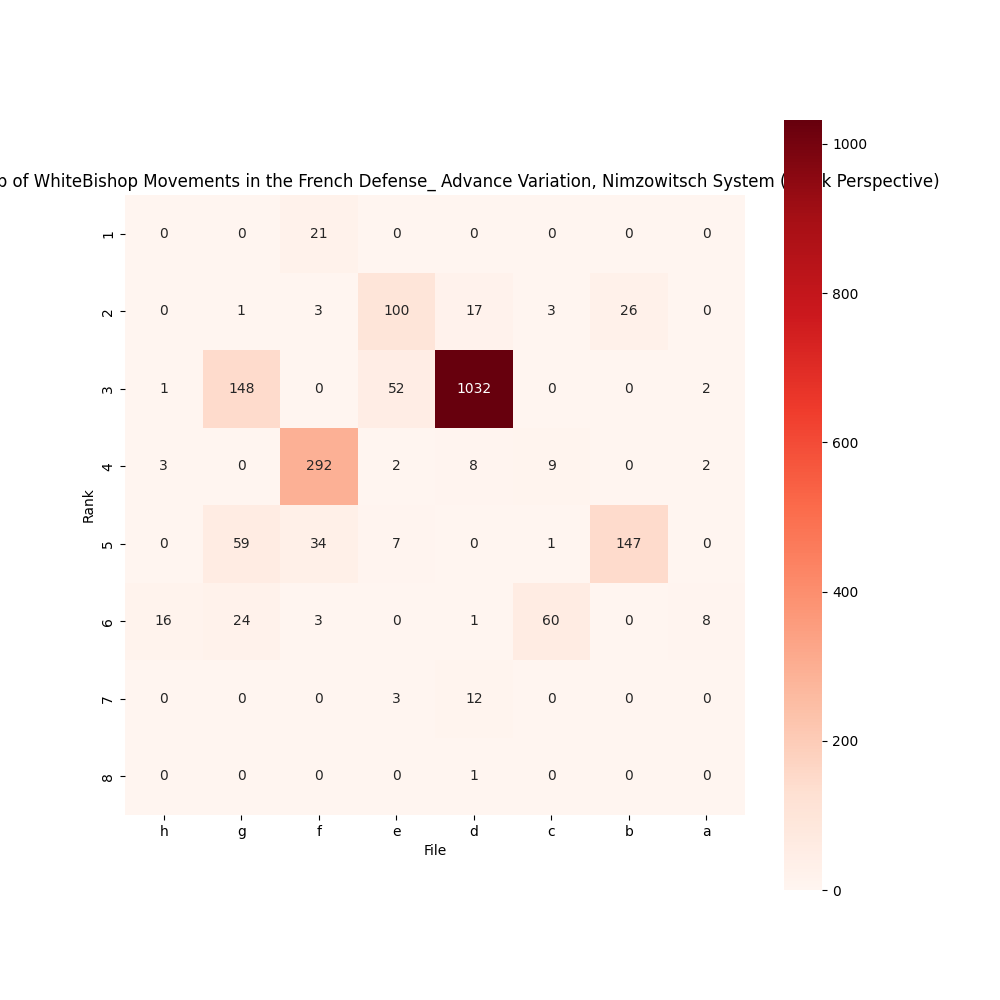 1000
p of WhiteBishop Movements in the French Defense_ Advance Variation, Nimzowitsch System ( k Perspective)
1 0 0 21 0 0 0 0 0
800
2 0 1 3 100 17 3 26 0
3 1 148 0 52 1032 0 0 2
600
4 3 0 292 2 8 9 0 2
Rank
5 0 59 34 7 0 1 147 0
400
6 16 24 3 0 1 60 0 8
7 0 0 0 3 12 0 0 0
200
8 0 0 0 0 1 0 0 0
h g f e d c b a
File
0